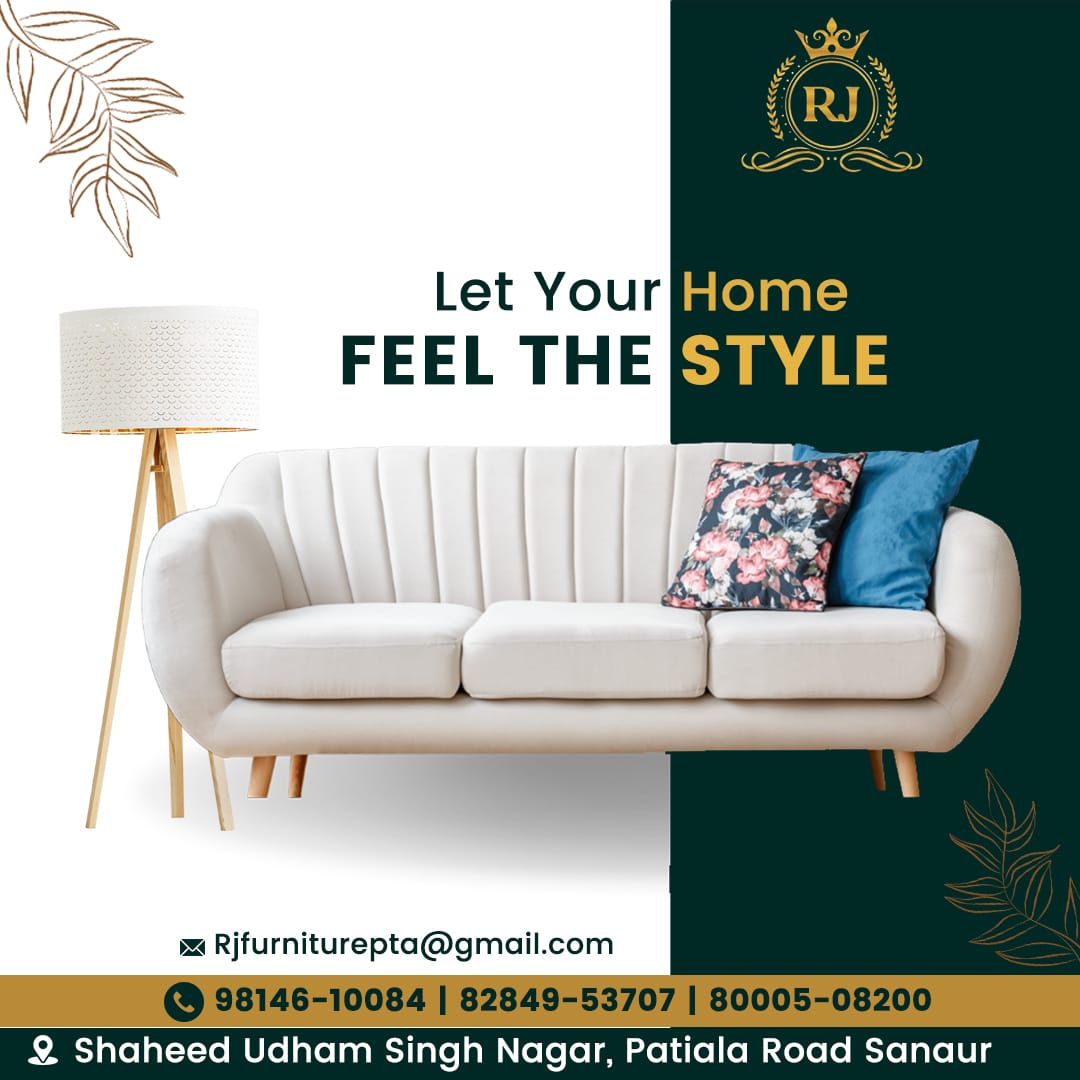 RJ
Let Your Home
FEEL THE STYLE
Rjfurniturepta@gmail.com
98146-10084 | 82849-53707 | 80005-08200
Shaheed Udham Singh Nagar, Patiala Road Sanaur